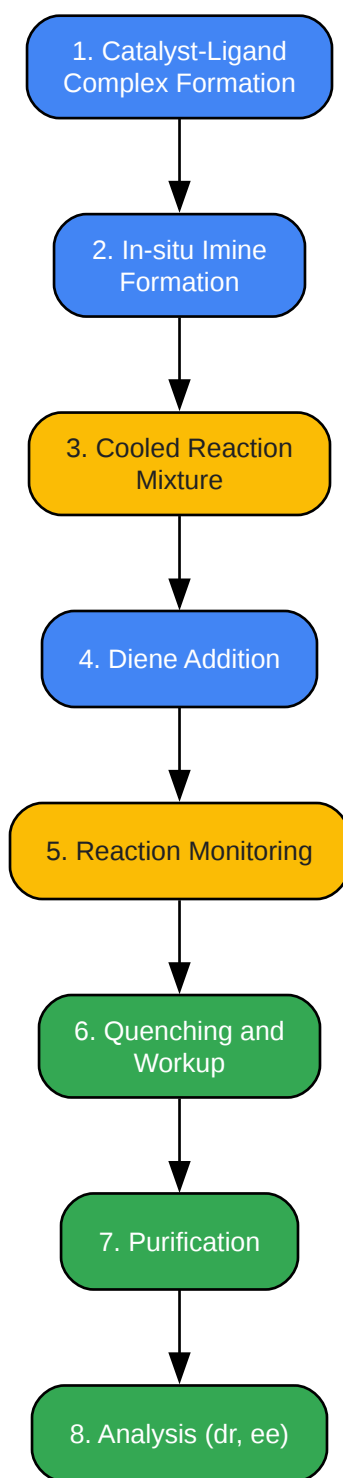 1. Catalyst-Ligand
Complex Formation
2. In-situ Imine
Formation
3. Cooled Reaction
Mixture
4. Diene Addition
5. Reaction Monitoring
6. Quenching and
Workup
7. Purification
8. Analysis (dr, ee)